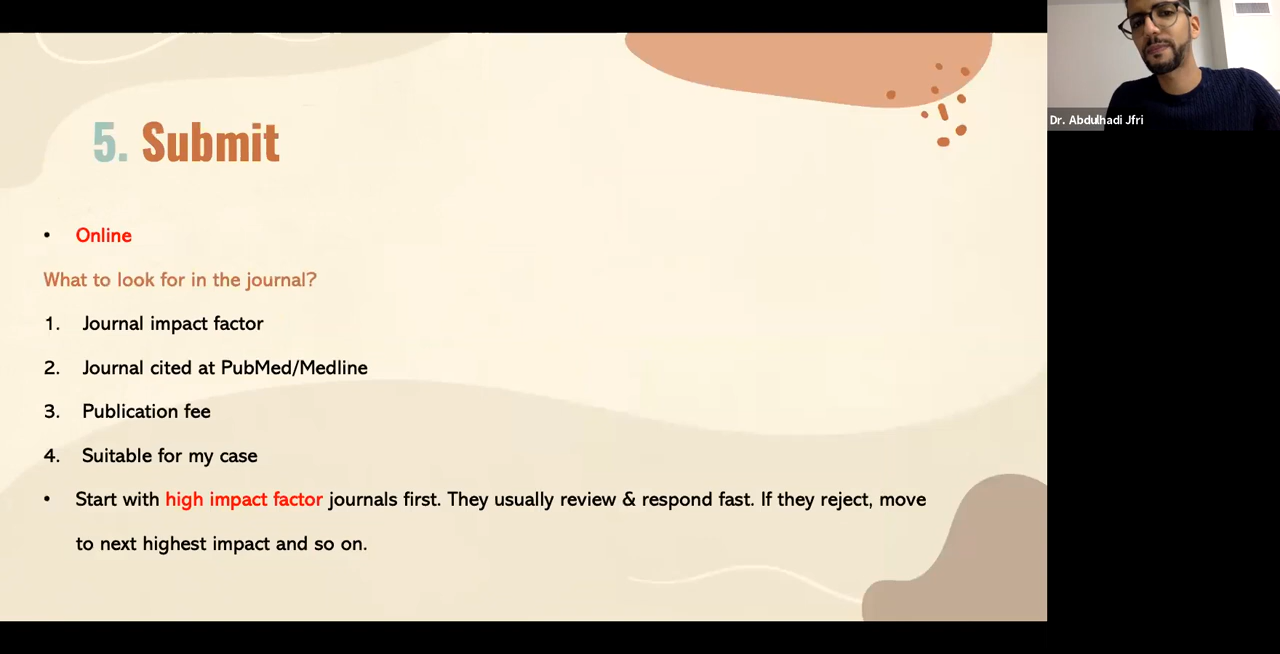 5. Submit
• Online
What to look for in the journal?
1. Journal impact factor
2. Journal cited at PubMed/Medline
3. Publication fee
4. Suitable for my case
• Start with high impact factor journals first. They usually review & respond fast. If they reject, move
to next highest impact and so on.
Dr. Abdulhadi Jfri